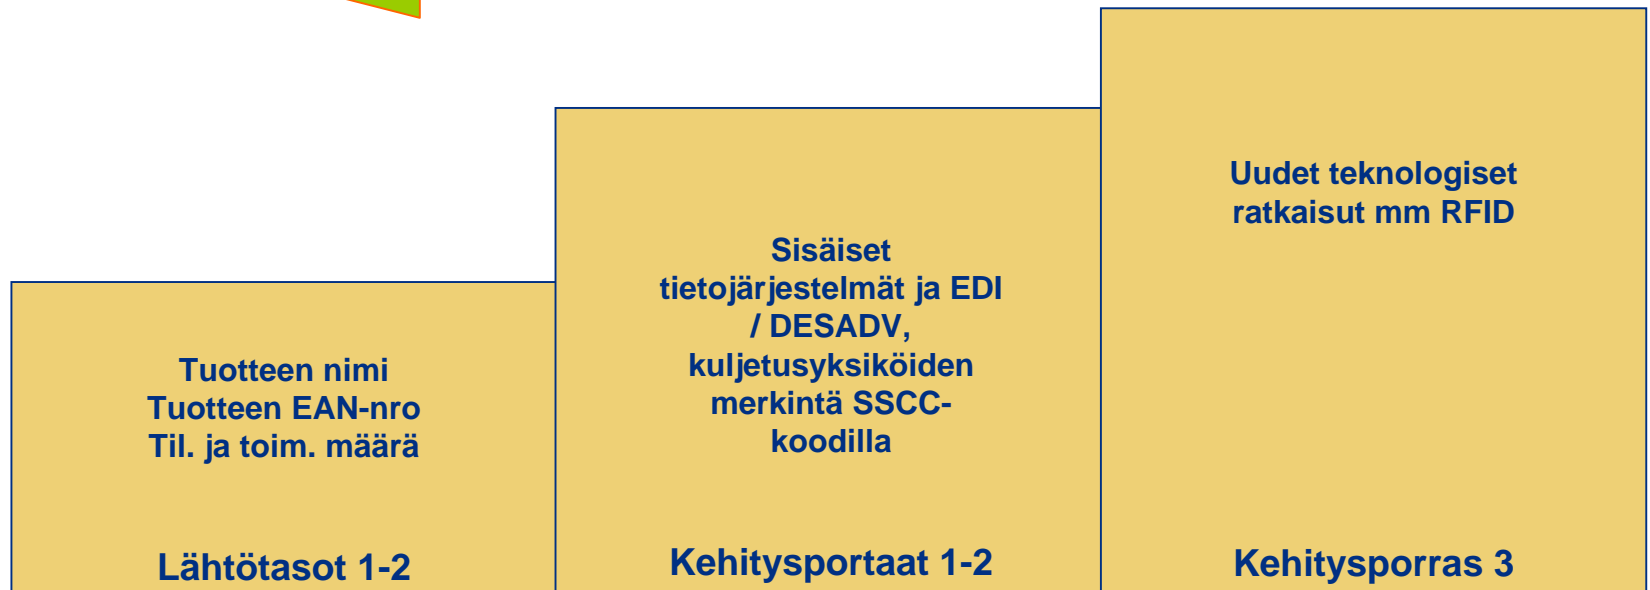 Tuotteen nimi
Tuotteen EAN-nro
Til. ja toim. määrä
Lähtötasot 1-2
Sisäiset
tietojärjestelmät ja EDI
/ DESADV,
kuljetusyksiköiden
merkintä SSCC-
koodilla
Kehitysportaat 1-2
Uudet teknologiset
ratkaisut mm RFID
Kehitysporras 3